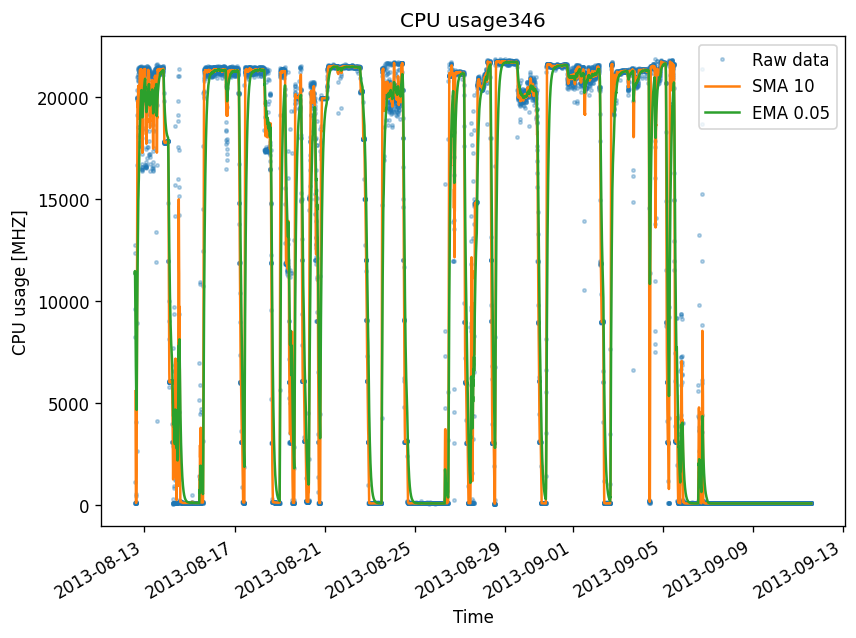 CPU usage346
Raw data
SMA 10
EMA 0.05
CPU usage [MHZ]
20000
15000
10000
5000
0
2013-08-13
2013-08-17
2013-08-21
2013-08-25
2013-08-29
2013-09-01
2013-09-05
2013-09-09
2013-09-13
Time